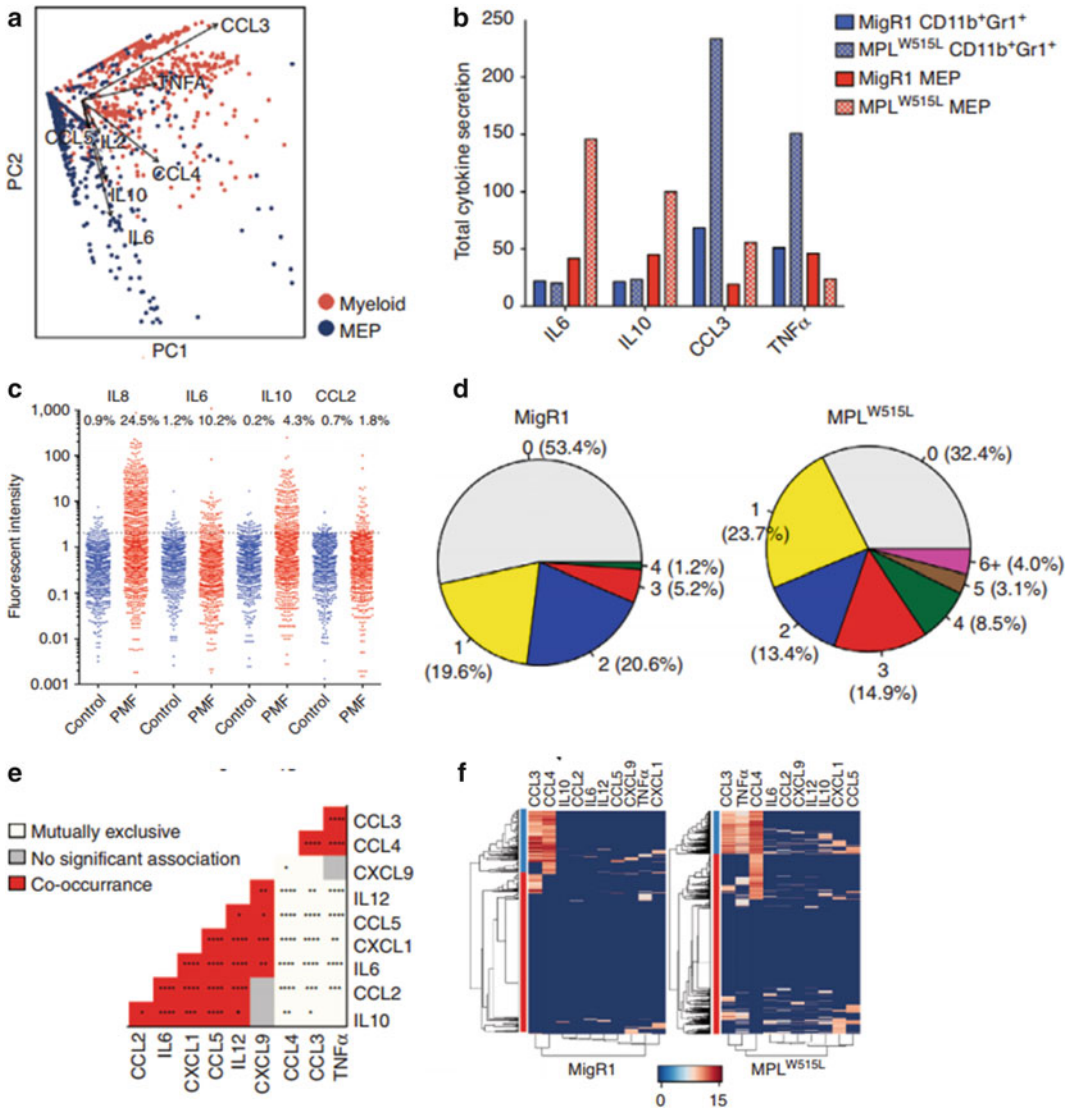 a
CCL3
TNFA
CCL5
IL2
CCL4
IL10
IL6
PC2
PC1
Myeloid
MEP
b
MigR1 CD11b+Gr1+
MPLW515L CD11b+Gr1+
MigR1 MEP
MPLW515L MEP
Total cytokine secretion
250
200
150
100
50
0
IL6
IL10
CCL3
TNFα
c
IL8 IL6 IL10 CCL2
0.9% 24.5% 1.2% 10.2% 0.2% 4.3% 0.7% 1.8%
Fluorescent intensity
1,000
100
10
1
0.1
0.01
0.001
Control PMF Control PMF Control PMF Control PMF
d
MigR1
0 (53.4%)
4 (1.2%)
3 (5.2%)
2 (20.6%)
1
(19.6%)
MPLW515L
0 (32.4%)
1
(23.7%)
6+ (4.0%)
5 (3.1%)
4 (8.5%)
2
(13.4%)
3
(14.9%)
e
Mutually exclusive
No significant association
Co-occurrance
**** CCL3
**** **** CCL4
* CXCL9
** **** ** **** IL12
* * **** **** **** CCL5
**** **** *** **** **** ** CXCL1
**** **** **** ** **** **** **** IL6
**** **** **** **** **** *** *** CCL2
* **** *** **** * ** * IL10
CCL2 IL6 CXCL1 CCL5 IL12 CXCL9 CCL4 CCL3 TNFα
f
CCL3 CCL4 IL10 CCL2 IL6 IL12 CCL5 CXCL9 TNFα CXCL1
CCL3 TNFα CCL4 IL6 CCL2 CXCL9 IL12 IL10 CXCL1 CCL5
MigR1
MPLW515L
0 15